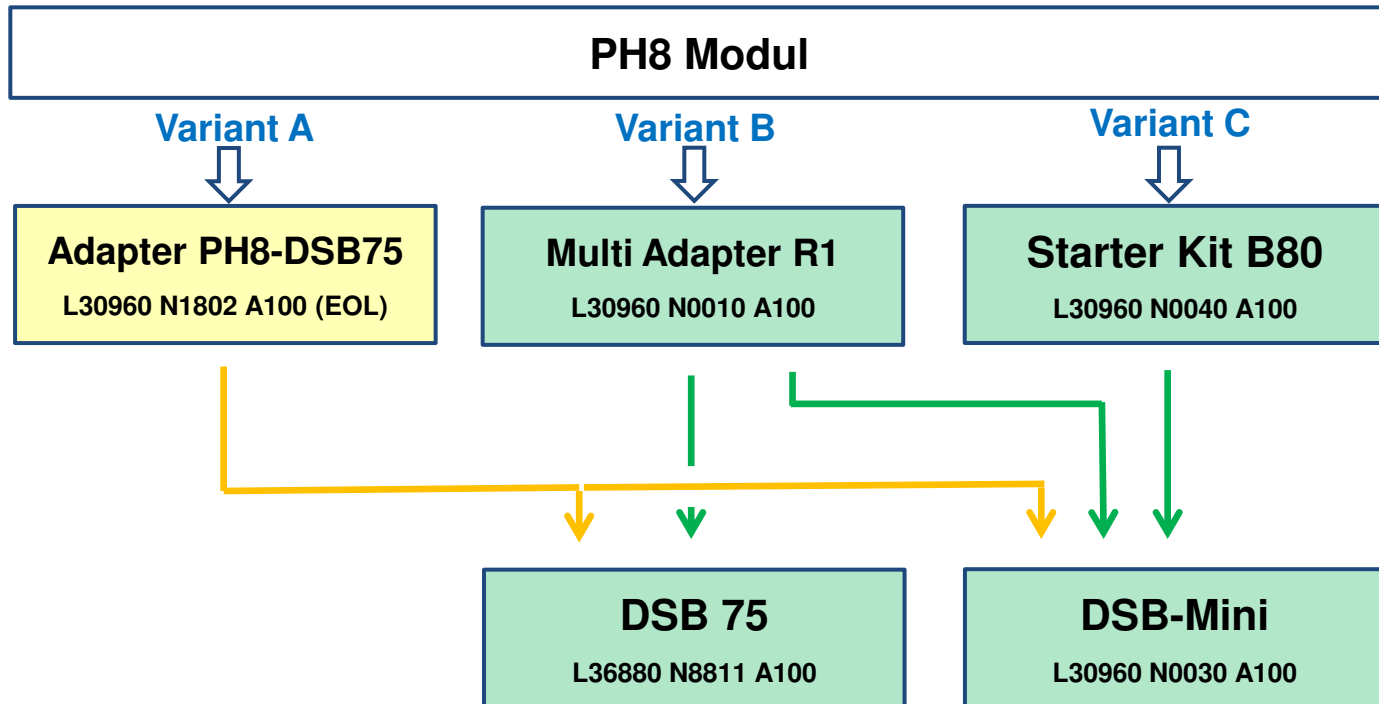 PH8 Modul
Variant A
Variant B
Variant C
Adapter PH8-DSB75
L30960 N1802 A100 (EOL)
Multi Adapter R1
L30960 N0010 A100
Starter Kit B80
L30960 N0040 A100
DSB 75
L36880 N8811 A100
DSB-Mini
L30960 N0030 A100